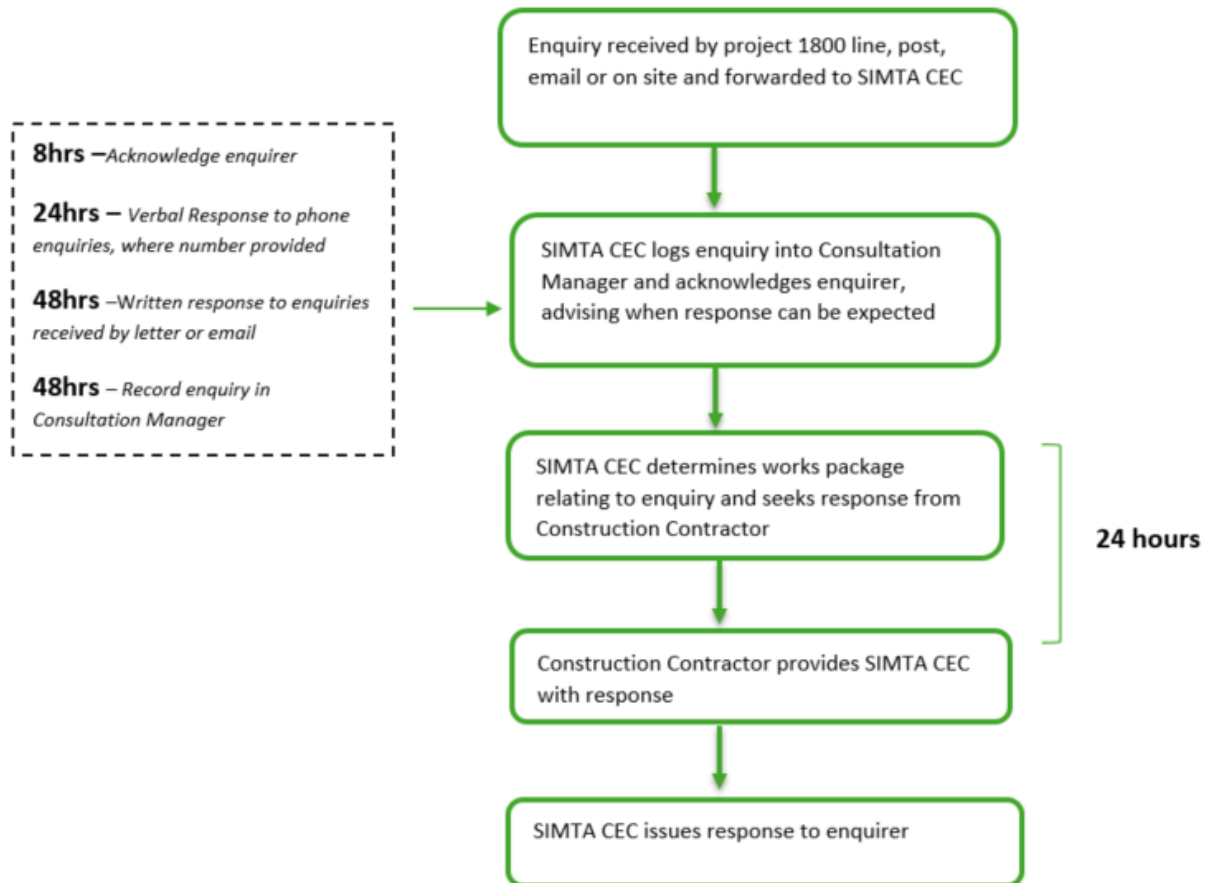 Enquiry received by project 1800 line, post,
email or on site and forwarded to SIMTA CEC
8hrs –Acknowledge enquirer
24hrs – Verbal Response to phone
enquiries, where number provided
48hrs –Written response to enquiries
received by letter or email
48hrs – Record enquiry in
Consultation Manager
SIMTA CEC logs enquiry into Consultation
Manager and acknowledges enquirer,
advising when response can be expected
SIMTA CEC determines works package
relating to enquiry and seeks response from
Construction Contractor
24 hours
Construction Contractor provides SIMTA CEC
with response
SIMTA CEC issues response to enquirer